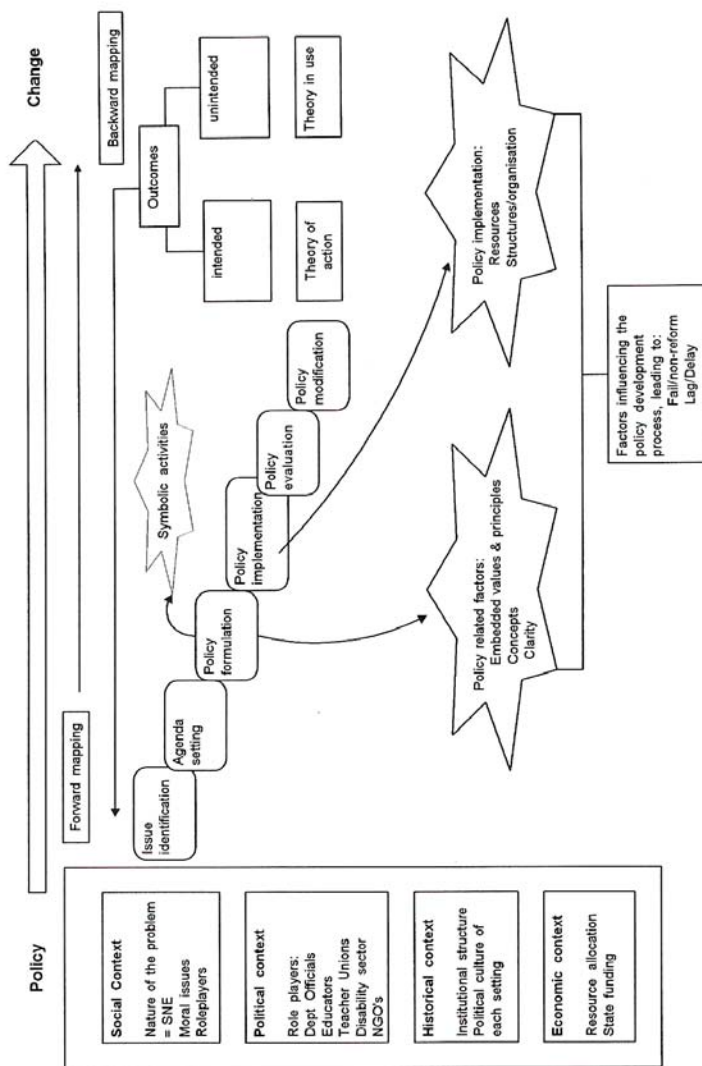 Policy
Change
Forward mapping
Backward mapping
Social Context
Nature of the problem
= SNE
Moral issues
Roleplayers
Political context
Role players:
Dept Officials
Educators
Teacher Unions
Disability sector
NGO's
Historical context
Institutional structure
Political culture of
each setting
Economic context
Resource allocation
State funding
Issue
identification
Agenda
setting
Policy
formulation
Policy
implementation
Policy
evaluation
Policy
modification
Symbolic activities
Outcomes
intended
unintended
Theory of
action
Theory in use
Policy related factors:
Embedded values & principles
Concepts
Clarity
Policy implementation:
Resources
Structures/organisation
Factors influencing the
policy development
process, leading to:
Fail/non-reform
Lag/Delay